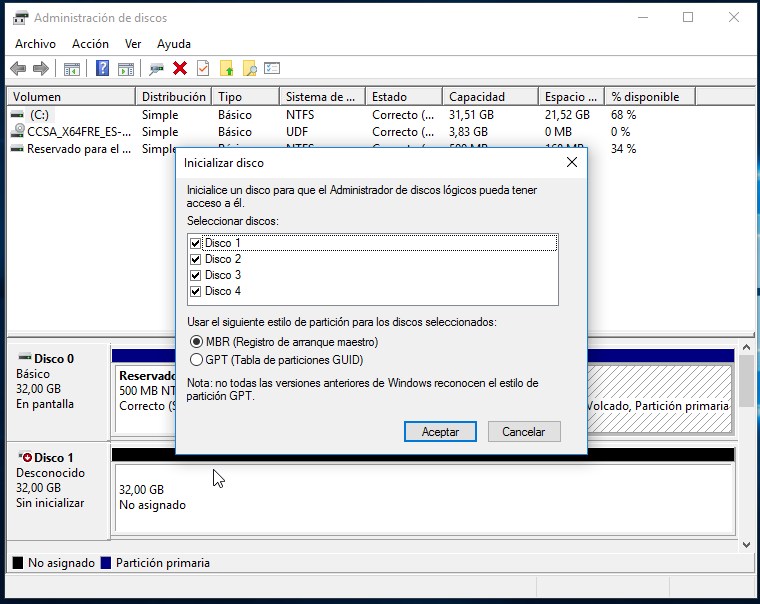 Administración de discos
Archivo Acción Ver Ayuda
Volumen Distribución Tipo Sistema de ... Estado Capacidad Espacio ... % disponible
(C:) Simple Básico NTFS Correcto (... 31,51 GB 21,52 GB 68 %
CCSA_X64FRE_ES-... Simple Básico UDF Correcto (... 3,83 GB 0 MB 0 %
Reservado para el ... Simple 34 %
Inicializar disco
Inicialice un disco para que el Administrador de discos lógicos pueda tener
acceso a él.
Seleccionar discos:
Disco 1
Disco 2
Disco 3
Disco 4
Usar el siguiente estilo de partición para los discos seleccionados:
MBR (Registro de arranque maestro)
GPT (Tabla de particiones GUID)
Nota: no todas las versiones anteriores de Windows reconocen el estilo de
partición GPT.
Aceptar Cancelar
Disco 0
Básico
32,00 GB
En pantalla
Reservado
500 MB NT
Correcto (S
Volcado, Partición primaria
Disco 1
Desconocido
32,00 GB
Sin inicializar
32,00 GB
No asignado
No asignado Partición primaria